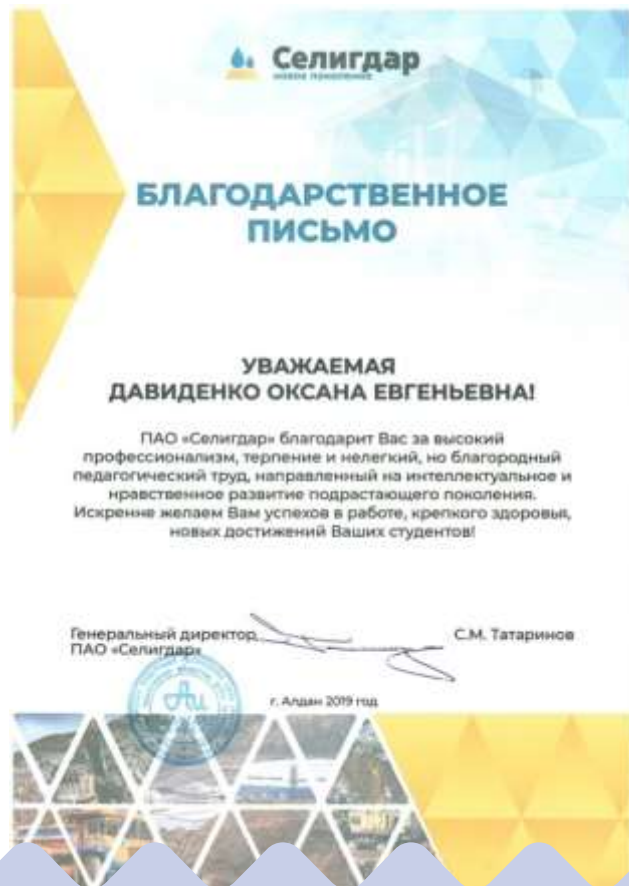 Селигдар
новое поколение
БЛАГОДАРСТВЕННОЕ
ПИСЬМО
УВАЖАЕМАЯ
ДАВИДЕНКО ОКСАНА ЕВГЕНЬЕВНА!
ПАО «Селигдар» благодарит Вас за высокий
профессионализм, терпение и нелегкий, но благородный
педагогический труд, направленный на интеллектуальное и
нравственное развитие подрастающего поколения.
Искренне желаем Вам успехов в работе, крепкого здоровья,
новых достижений Ваших студентов!
Генеральный директор С.М. Татаринов
ПАО «Селигдар»
г. Алдан 2019 год